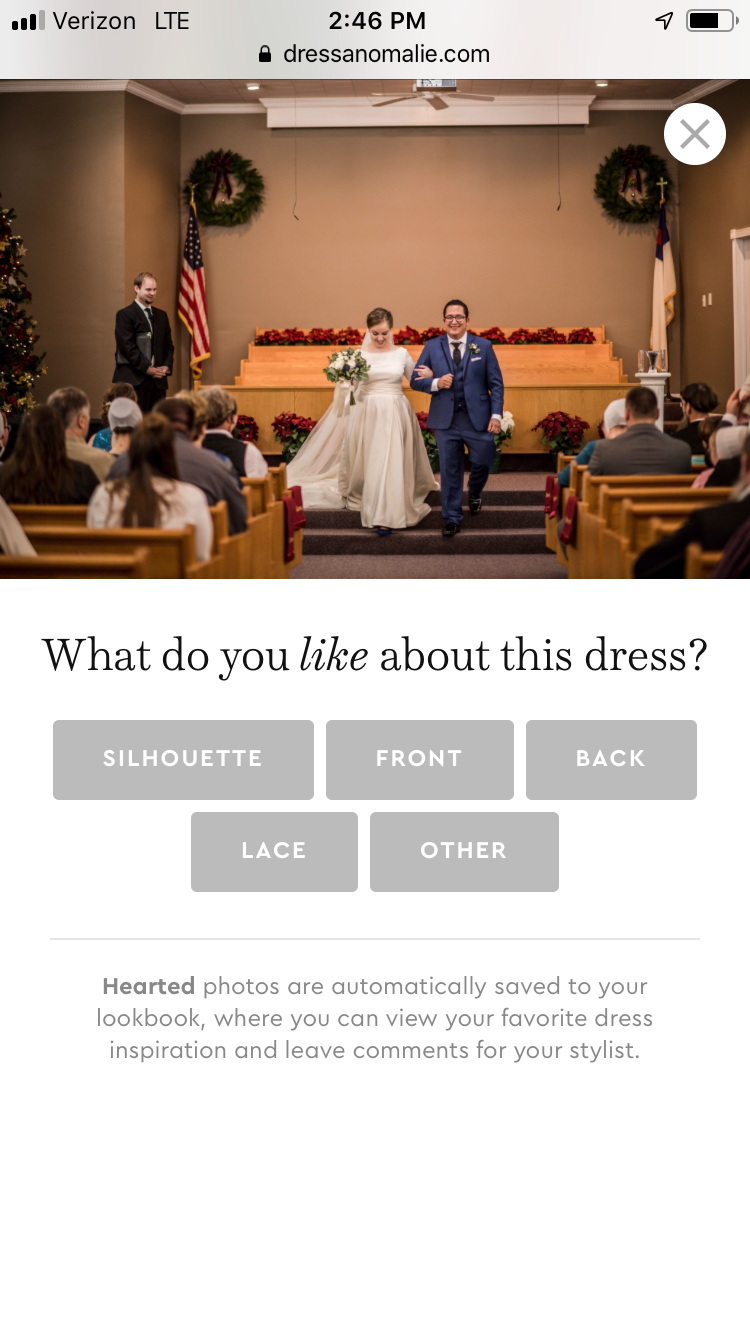 Verizon LTE 2:46 PM
dressanomalie.com
What do you like about this dress?
SILHOUETTE FRONT BACK
LACE OTHER
Hearted photos are automatically saved to your
lookbook, where you can view your favorite dress
inspiration and leave comments for your stylist.